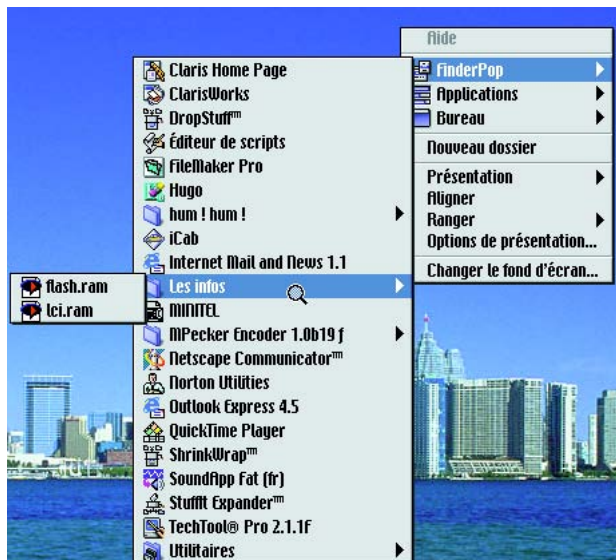 Aide
FinderPop
Applications
Bureau
Nouveau dossier
Présentation
Aligner
Ranger
Options de présentation...
Changer le fond d'écran...
Claris Home Page
ClarisWorks
DropStuff™
Éditeur de scripts
FileMaker Pro
Hugo
hum ! hum !
iCab
Internet Mail and News 1.1
Les infos
MINITEL
MPecker Encoder 1.0b19 ƒ
Netscape Communicator™
Norton Utilities
Outlook Express 4.5
QuickTime Player
ShrinkWrap™
SoundApp Fat (fr)
StuffIt Expander™
TechTool® Pro 2.1.1F
Utilitaires
flash.ram
lci.ram